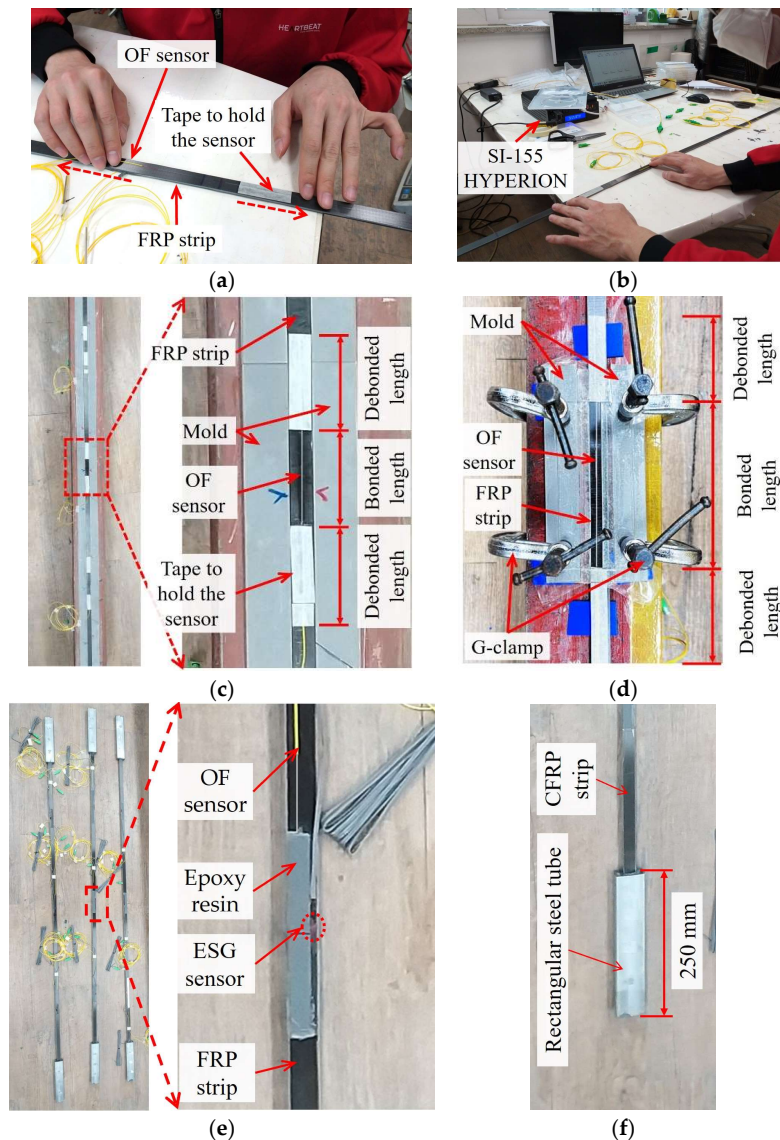 HEARTBEAT
OF sensor
Tape to hold
the sensor
FRP strip
(a)
SI-155
HYPERION
(b)
FRP strip
Mold
OF
sensor
Tape to
hold the
sensor
Debonded
length
Bonded
length
Debonded
length
(c)
Mold
OF
sensor
FRP
strip
G-clamp
Debonded
length
Bonded
length
Debonded
length
(d)
OF
sensor
Epoxy
resin
ESG
sensor
FRP
strip
(e)
CFRP
strip
Rectangular steel tube
250 mm
(f)